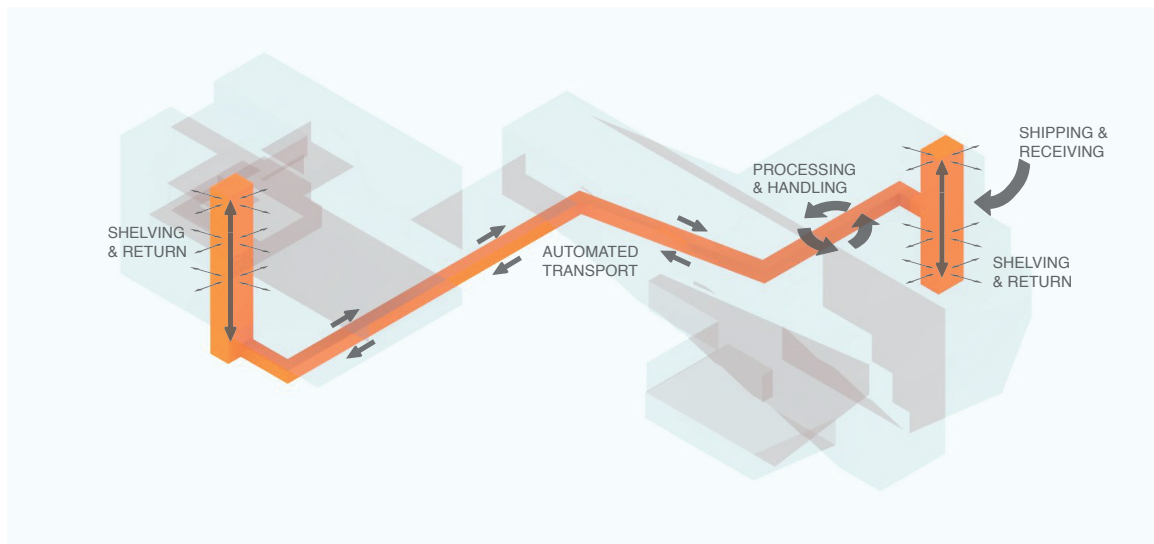 SHIPPING &
RECEIVING
PROCESSING
& HANDLING
SHELVING
& RETURN
AUTOMATED
TRANSPORT
SHELVING
& RETURN